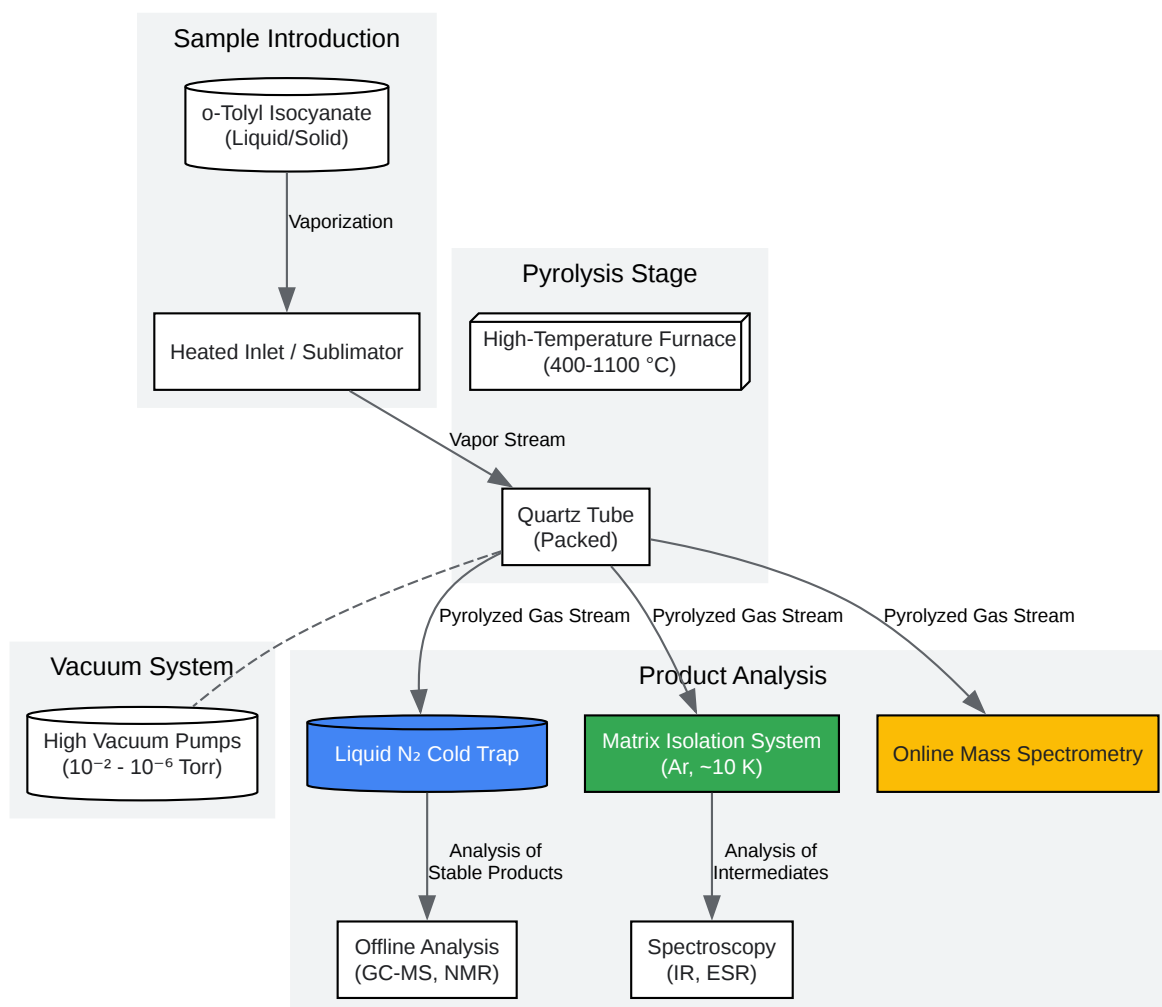 Sample Introduction
o-Tolyl Isocyanate
(Liquid/Solid)
Vaporization
Heated Inlet / Sublimator
Pyrolysis Stage
High-Temperature Furnace
(400-1100 °C)
Vapor Stream
Quartz Tube
(Packed)
Pyrolyzed Gas Stream
Pyrolyzed Gas Stream
Pyrolyzed Gas Stream
Vacuum System
High Vacuum Pumps
(10⁻² - 10⁻⁶ Torr)
Product Analysis
Liquid N₂ Cold Trap
Matrix Isolation System
(Ar, ~10 K)
Online Mass Spectrometry
Analysis of
Stable Products
Analysis of
Intermediates
Offline Analysis
(GC-MS, NMR)
Spectroscopy
(IR, ESR)